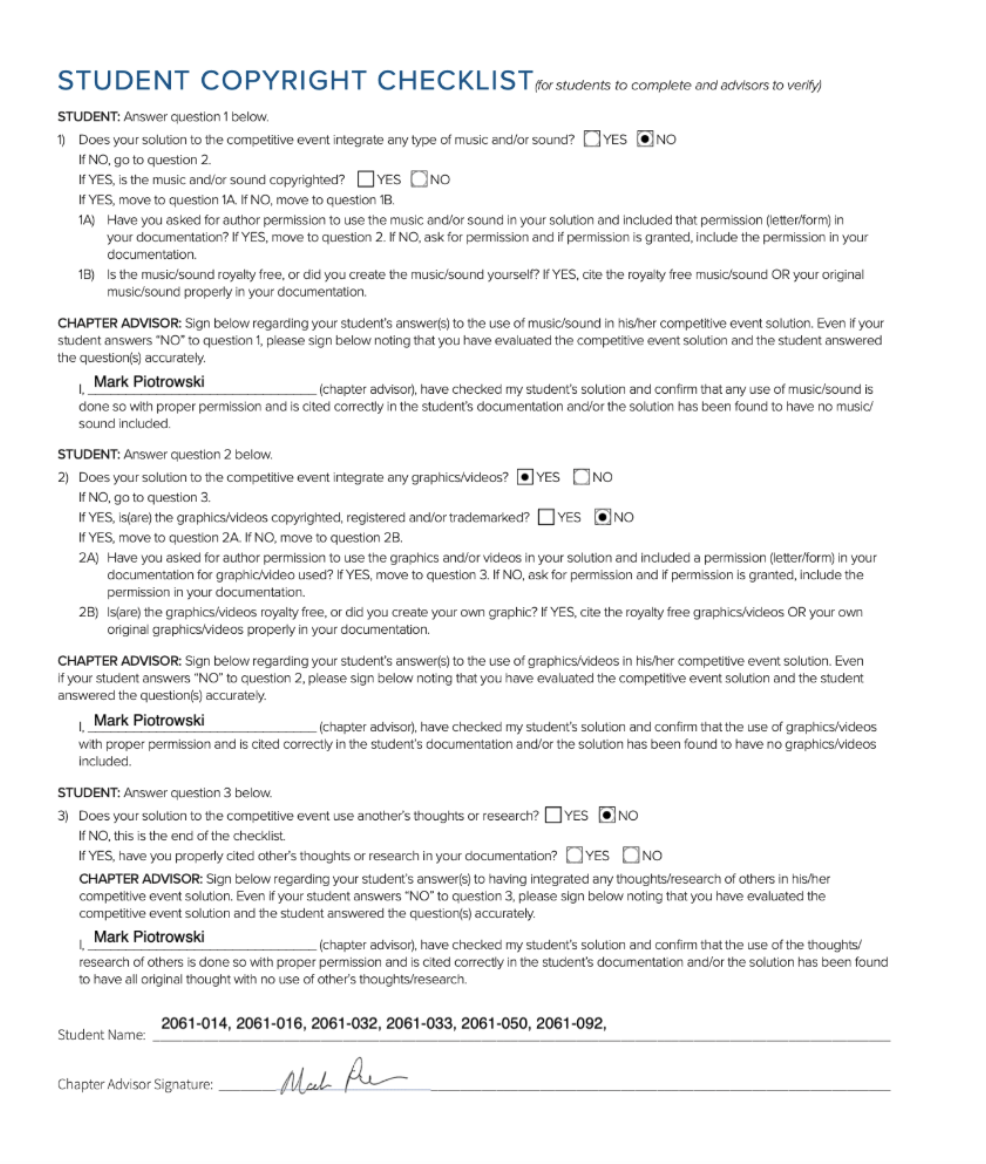 STUDENT COPYRIGHT CHECKLIST (for students to complete and advisors to verify)
STUDENT: Answer question 1 below.
1) Does your solution to the competitive event integrate any type of music and/or sound? YES NO
If NO, go to question 2.
If YES, is the music and/or sound copyrighted? YES NO
If YES, move to question 1A. If NO, move to question 1B.
1A) Have you asked for author permission to use the music and/or sound in your solution and included that permission (letter/form) in
your documentation? If YES, move to question 2. If NO, ask for permission and if permission is granted, include the permission in your
documentation.
1B) Is the music/sound royalty free, or did you create the music/sound yourself? If YES, cite the royalty free music/sound OR your original
music/sound properly in your documentation.
CHAPTER ADVISOR: Sign below regarding your student's answer(s) to the use of music/sound in his/her competitive event solution. Even if your
student answers "NO" to question 1, please sign below noting that you have evaluated the competitive event solution and the student answered
the question(s) accurately.
I, Mark Piotrowski (chapter advisor), have checked my student's solution and confirm that any use of music/sound is
done so with proper permission and is cited correctly in the student's documentation and/or the solution has been found to have no music/
sound included.
STUDENT: Answer question 2 below.
2) Does your solution to the competitive event integrate any graphics/videos? YES NO
If NO, go to question 3.
If YES, is(are) the graphics/videos copyrighted, registered and/or trademarked? YES NO
If YES, move to question 2A. If NO, move to question 2B.
2A) Have you asked for author permission to use the graphics and/or videos in your solution and included a permission (letter/form) in your
documentation for graphic/video used? If YES, move to question 3. If NO, ask for permission and if permission is granted, include the
permission in your documentation.
2B) Is(are) the graphics/videos royalty free, or did you create your own graphic? If YES, cite the royalty free graphics/videos OR your own
original graphics/videos properly in your documentation.
CHAPTER ADVISOR: Sign below regarding your student's answer(s) to the use of graphics/videos in his/her competitive event solution. Even
if your student answers "NO" to question 2, please sign below noting that you have evaluated the competitive event solution and the student
answered the question(s) accurately.
I, Mark Piotrowski (chapter advisor), have checked my student's solution and confirm that the use of graphics/videos
with proper permission and is cited correctly in the student's documentation and/or the solution has been found to have no graphics/videos
included.
STUDENT: Answer question 3 below.
3) Does your solution to the competitive event use another's thoughts or research? YES NO
If NO, this is the end of the checklist.
If YES, have you properly cited other's thoughts or research in your documentation? YES NO
CHAPTER ADVISOR: Sign below regarding your student's answer(s) to having integrated any thoughts/research of others in his/her
competitive event solution. Even if your student answers "NO" to question 3, please sign below noting that you have evaluated the
competitive event solution and the student answered the question(s) accurately.
I, Mark Piotrowski (chapter advisor), have checked my student's solution and confirm that the use of the thoughts/
research of others is done so with proper permission and is cited correctly in the student's documentation and/or the solution has been found
to have all original thought with no use of other's thoughts/research.
Student Name: 2061-014, 2061-016, 2061-032, 2061-033, 2061-050, 2061-092,
Chapter Advisor Signature: